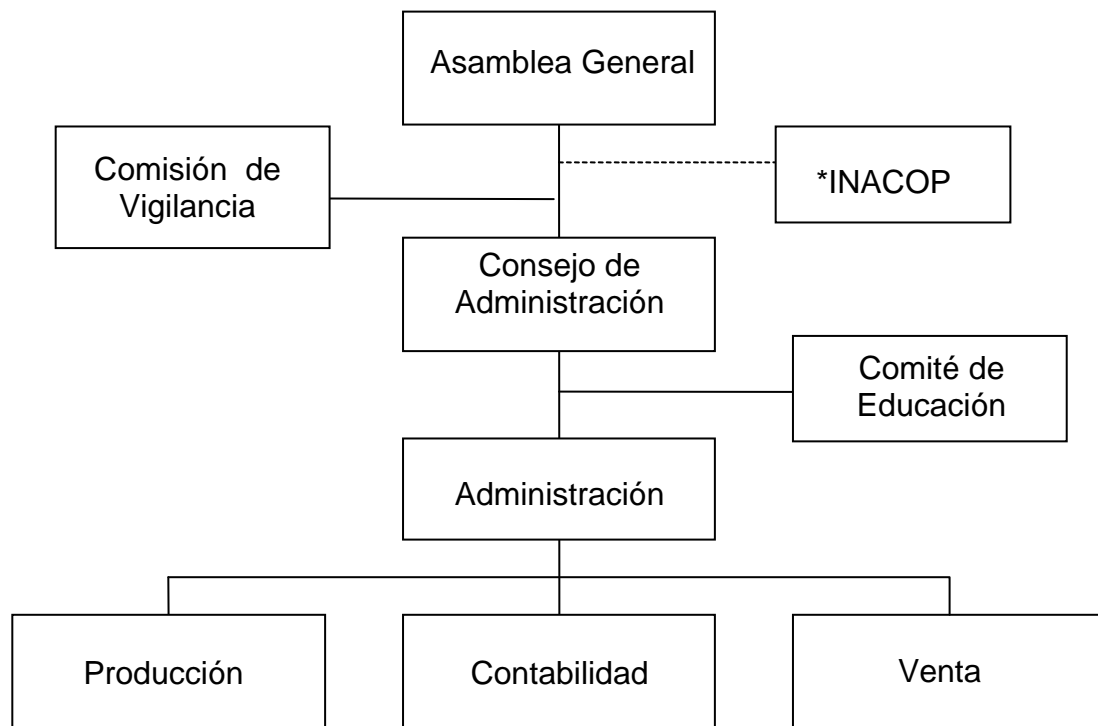 Asamblea General
Comisión de
Vigilancia
*INACOP
Consejo de
Administración
Comité de
Educación
Administración
Producción
Contabilidad
Venta